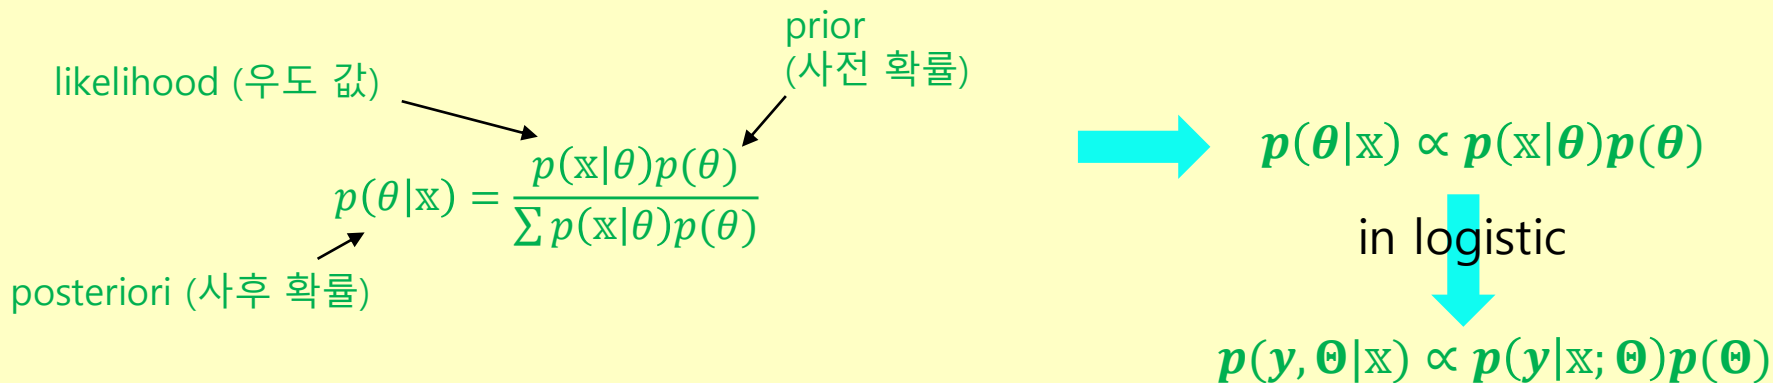 prior
(사전 확률)
likelihood (우도 값)
p(𝕩|θ) = p(𝕩|θ)p(θ) / ∑ p(𝕩|θ)p(θ)
posteriori (사후 확률)
p(θ|𝕩) ∝ p(𝕩|θ)p(θ)
in logistic
p(y, Θ|𝕩) ∝ p(y|𝕩; Θ)p(Θ)